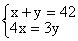 x + y = 42
4x = 3y